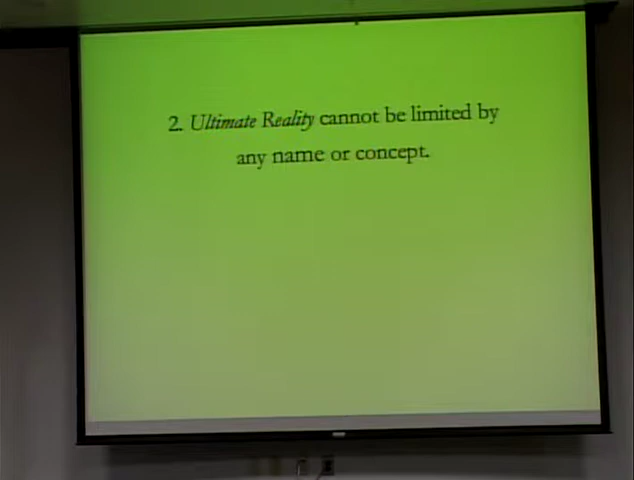 2. Ultimate Reality cannot be limited by
any name or concept.